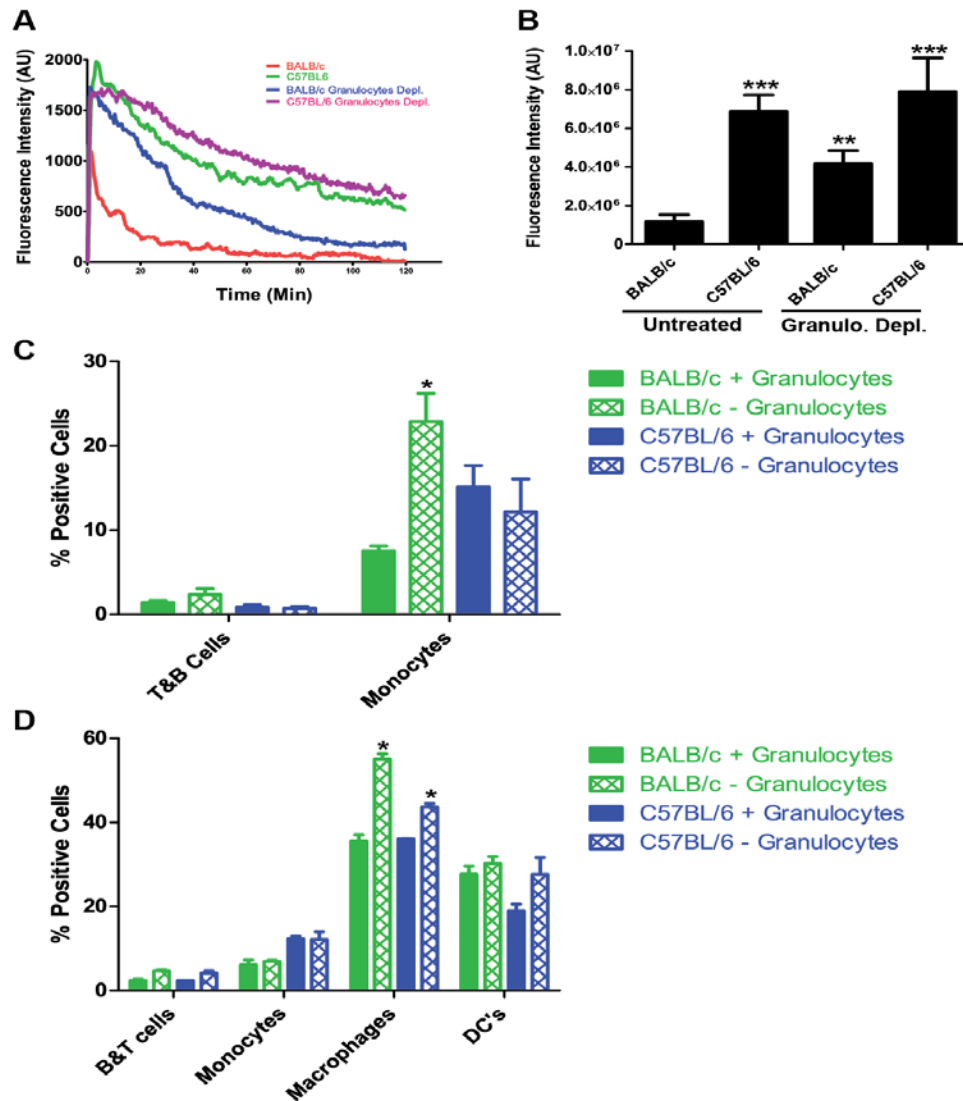 A
Fluorescence Intensity (AU)
2000
1500
1000
500
0
BALB/c
C57BL6
BALB/c Granulocytes Depl.
C57BL/6 Granulocytes Depl.
0
20
40
60
80
100
120
Time (Min)
B
Fluoresence Intensity (AU)
1.0×10⁷
8.0×10⁶
6.0×10⁶
4.0×10⁶
2.0×10⁶
0
***
**
***
BALB/c
C57BL/6
BALB/c
C57BL/6
Untreated
Granulo. Depl.
C
% Positive Cells
30
20
10
0
*
T&B Cells
Monocytes
BALB/c + Granulocytes
BALB/c - Granulocytes
C57BL/6 + Granulocytes
C57BL/6 - Granulocytes
D
% Positive Cells
60
40
20
0
*
*
B&T cells
Monocytes
Macrophages
DC's
BALB/c + Granulocytes
BALB/c - Granulocytes
C57BL/6 + Granulocytes
C57BL/6 - Granulocytes